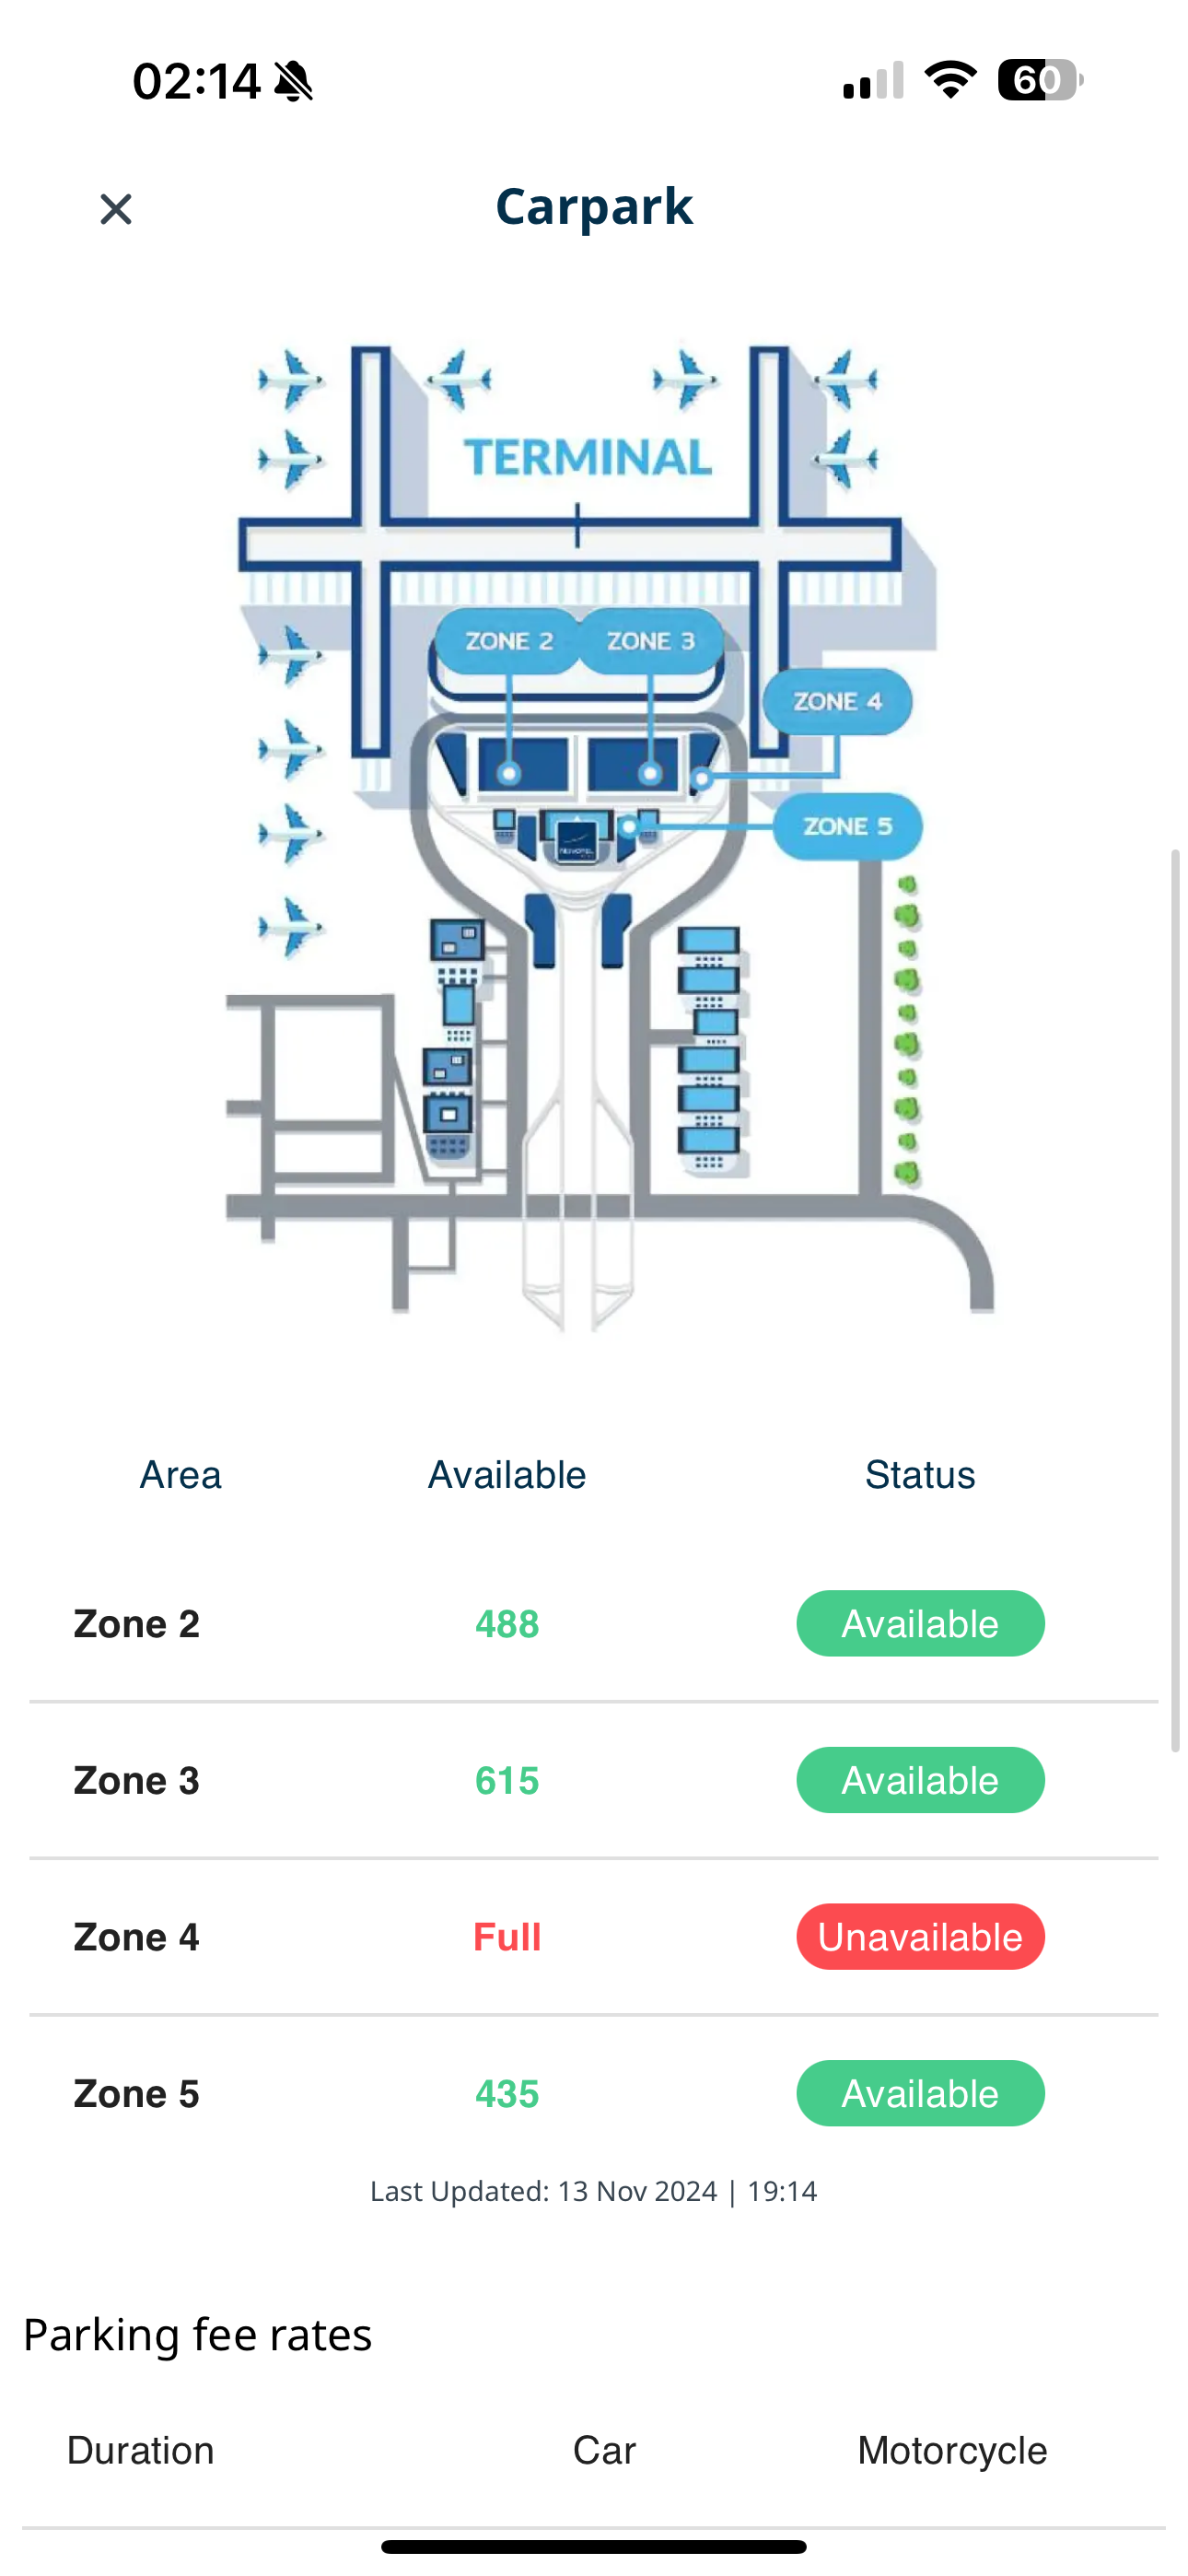 02:14
60
Carpark
TERMINAL
ZONE 2 ZONE 3
ZONE 4
ZONE 5
NOVOTEL
Area Available Status
Zone 2 488 Available
Zone 3 615 Available
Zone 4 Full Unavailable
Zone 5 435 Available
Last Updated: 13 Nov 2024 | 19:14
Parking fee rates
Duration Car Motorcycle